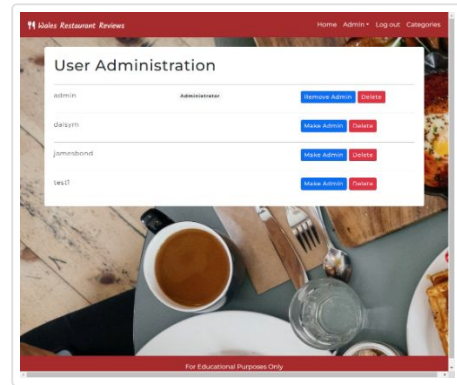 Wales Restaurant Reviews Home Admin Log out Categories
User Administration
admin Administrator Remove Admin Delete
daisym Make Admin Delete
jamesbond Make Admin Delete
test1 Make Admin Delete
For Educational Purposes Only